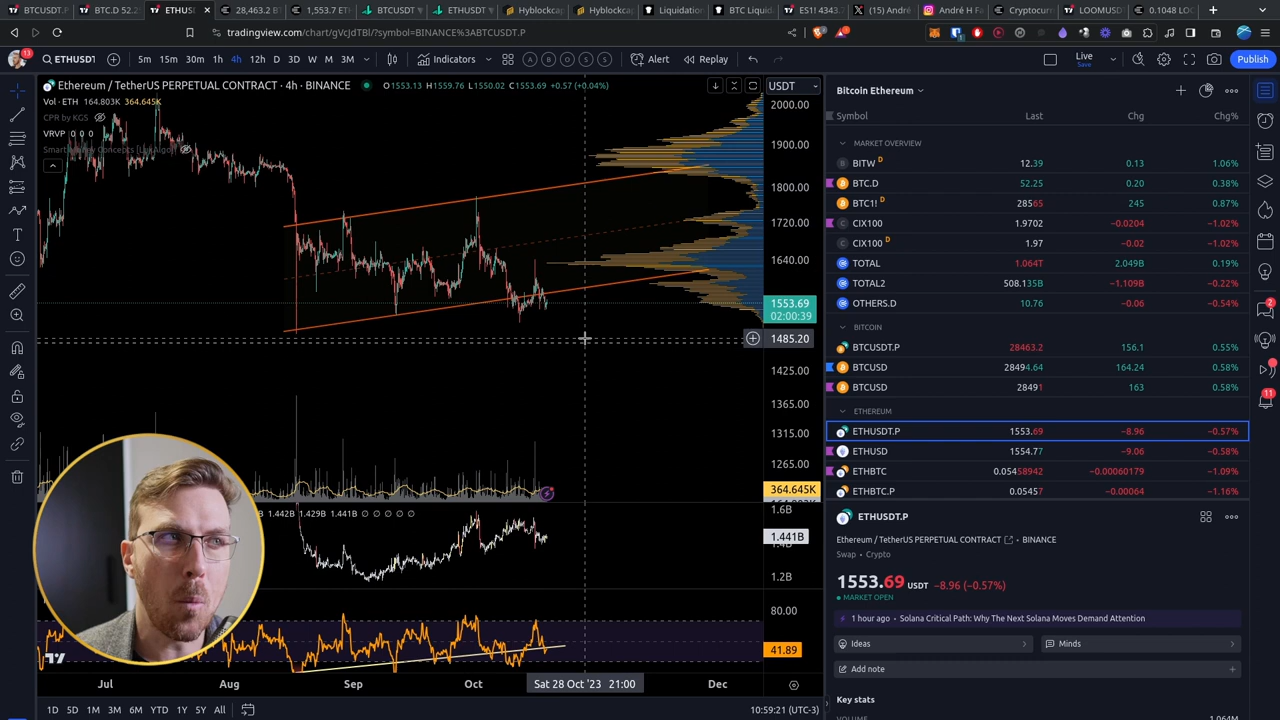 BTCUSDT.P
BTC.D 52.2
ETHUSDT
28,463.2 B
1,553.7 ET
BTCUSDT
ETHUSDT
Hyblockcap
Hyblockcap
Liquidation
BTC Liquid
ES1! 4343.7
(15) André
André H Fa
Cryptocurr
LOOMUSD
0.1048 LOO
tradingview.com/chart/gVcJdTBl/?symbol=BINANCE%3ABTCUSDT.P
13
ETHUSDT
5m 15m 30m 1h 4h 12h D 3D W M 3M
Indicators
A B O S S
Alert
Replay
Live
Save
Publish
Ethereum / TetherUS PERPETUAL CONTRACT · 4h · BINANCE
O1553.13 H1559.76 L1550.02 C1553.69 +0.57 (+0.04%)
USDT
Vol · ETH 164.803K 364.645K
CPR by KGS
VRVP 0 0 0
Smart Money Concepts [LuxAlgo]
2000.00
1900.00
1800.00
1720.00
1640.00
1553.69
02:00:39
1485.20
1425.00
1365.00
1315.00
1265.00
364.645K
1.442B 1.429B 1.441B ∅ ∅ ∅ ∅ ∅
1.6B
1.441B
1.2B
80.00
41.89
Jul
Aug
Sep
Oct
Sat 28 Oct '23 21:00
Dec
1D 5D 1M 3M 6M YTD 1Y 5Y All
10:59:21 (UTC-3)
Bitcoin Ethereum
Symbol Last Chg Chg%
MARKET OVERVIEW
BITW D 12.39 0.13 1.06%
BTC.D 52.25 0.20 0.38%
BTC1! D 28565 245 0.87%
CIX100 1.9702 −0.0204 −1.02%
CIX100 D 1.97 −0.02 −1.02%
TOTAL 1.064T 2.049B 0.19%
TOTAL2 508.135B −1.109B −0.22%
OTHERS.D 10.76 −0.06 −0.54%
BITCOIN
BTCUSDT.P 28463.2 156.1 0.55%
BTCUSD 28494.64 164.24 0.58%
BTCUSD 28491 163 0.58%
ETHEREUM
ETHUSDT.P 1553.69 −8.96 −0.57%
ETHUSD 1554.77 −9.06 −0.58%
ETHBTC 0.05458942 −0.00060179 −1.09%
ETHBTC.P 0.05457 −0.00064 −1.16%
ETHUSDT.P
Ethereum / TetherUS PERPETUAL CONTRACT · BINANCE
Swap · Crypto
1553.69 USDT −8.96 (−0.57%)
MARKET OPEN
1 hour ago · Solana Critical Path: Why The Next Solana Moves Demand Attention
Ideas
Minds
Add note
Key stats
2
11